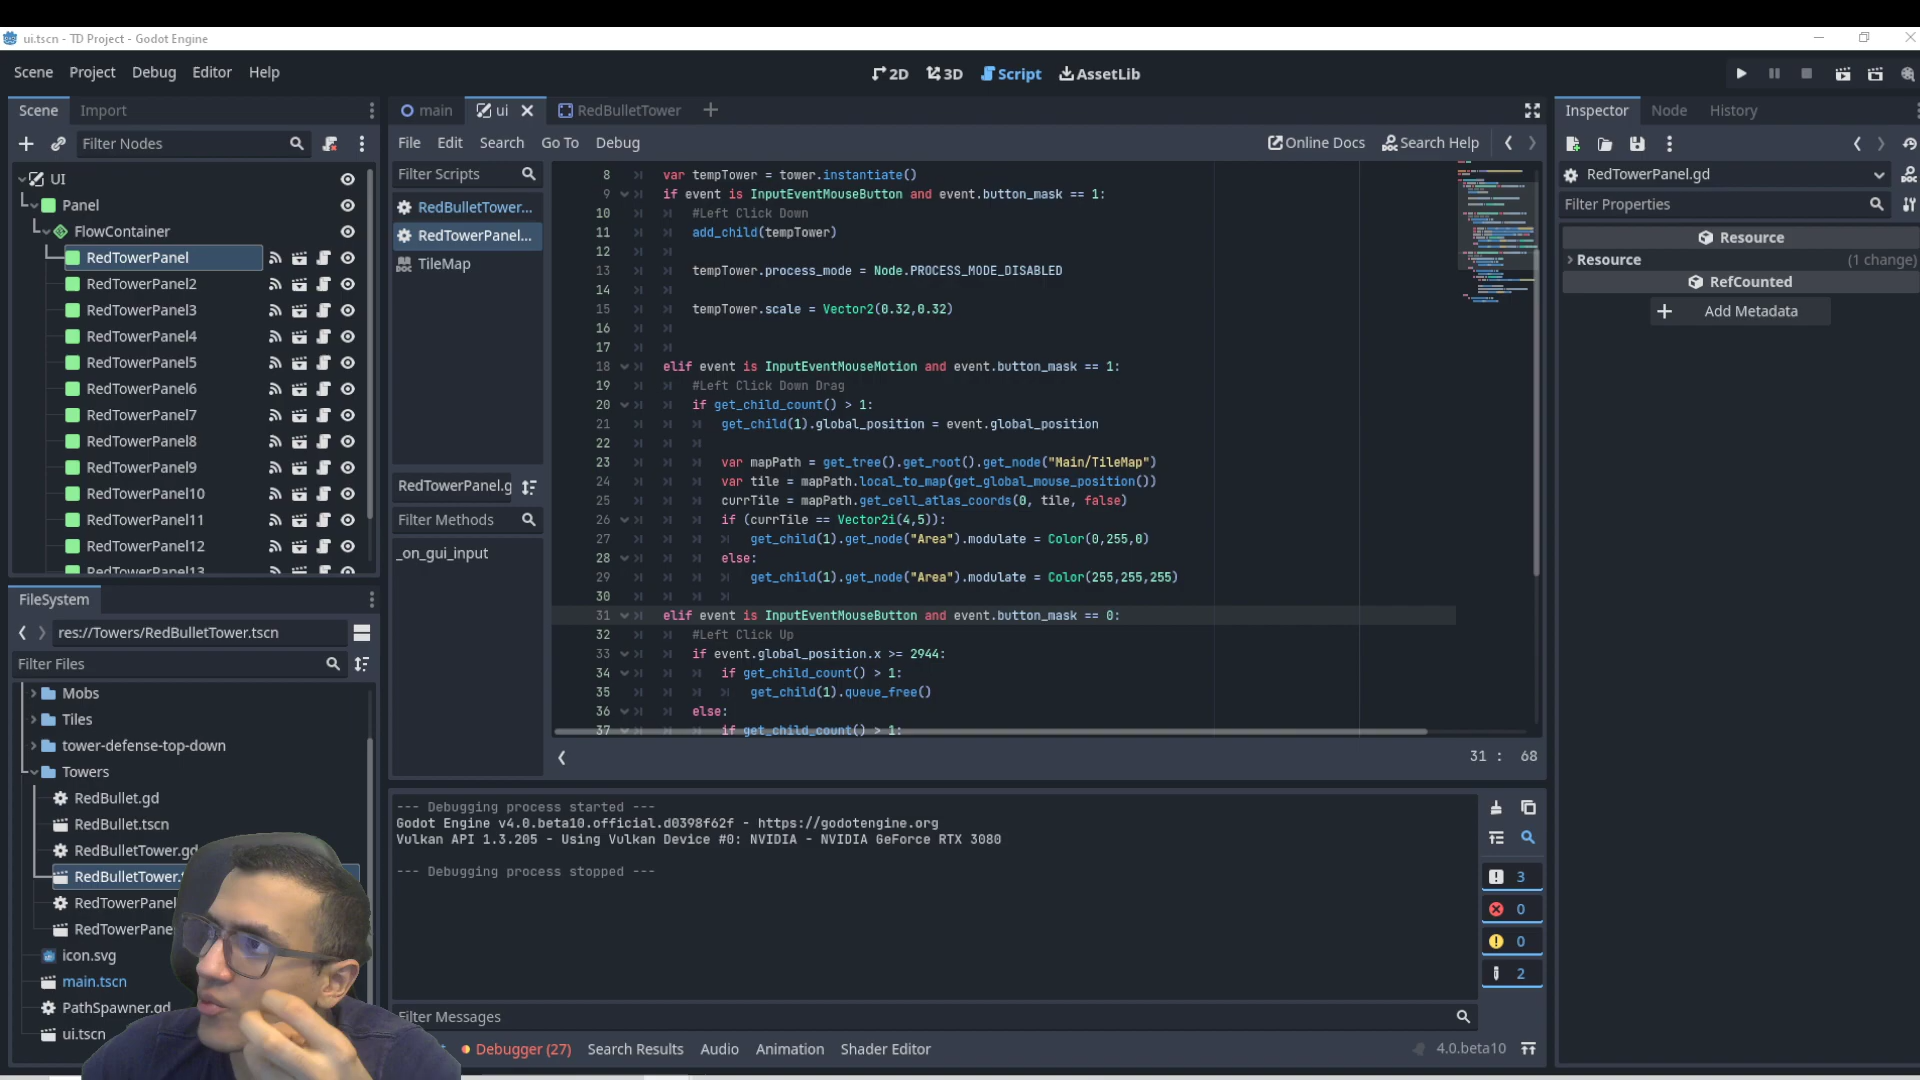 ui.tscn - TD Project - Godot Engine
Scene Project Debug Editor Help
2D 3D Script AssetLib
Scene Import
main ui RedBulletTower
Inspector Node History
Filter Nodes
File Edit Search Go To Debug
Online Docs Search Help
UI
Panel
FlowContainer
RedTowerPanel
RedTowerPanel2
RedTowerPanel3
RedTowerPanel4
RedTowerPanel5
RedTowerPanel6
RedTowerPanel7
RedTowerPanel8
RedTowerPanel9
RedTowerPanel10
RedTowerPanel11
RedTowerPanel12
RedTowerPanel13
Filter Scripts
RedBulletTower...
RedTowerPanel...
TileMap
RedTowerPanel.g
Filter Methods
_on_gui_input
8 var tempTower = tower.instantiate()
9 if event is InputEventMouseButton and event.button_mask == 1:
10 #Left Click Down
11 add_child(tempTower)
12
13 tempTower.process_mode = Node.PROCESS_MODE_DISABLED
14
15 tempTower.scale = Vector2(0.32,0.32)
16
17
18 elif event is InputEventMouseMotion and event.button_mask == 1:
19 #Left Click Down Drag
20 if get_child_count() > 1:
21 get_child(1).global_position = event.global_position
22
23 var mapPath = get_tree().get_root().get_node("Main/TileMap")
24 var tile = mapPath.local_to_map(get_global_mouse_position())
25 currTile = mapPath.get_cell_atlas_coords(0, tile, false)
26 if (currTile == Vector2i(4,5)):
27 get_child(1).get_node("Area").modulate = Color(0,255,0)
28 else:
29 get_child(1).get_node("Area").modulate = Color(255,255,255)
30
31 elif event is InputEventMouseButton and event.button_mask == 0:
32 #Left Click Up
33 if event.global_position.x >= 2944:
34 if get_child_count() > 1:
35 get_child(1).queue_free()
36 else:
37 if get_child_count() > 1:
31 : 68
RedTowerPanel.gd
Filter Properties
Resource
Resource (1 change)
RefCounted
Add Metadata
FileSystem
res://Towers/RedBulletTower.tscn
Filter Files
Mobs
Tiles
tower-defense-top-down
Towers
RedBullet.gd
RedBullet.tscn
RedBulletTower.gd
RedBulletTower.
RedTowerPanel
RedTowerPane
icon.svg
main.tscn
PathSpawner.gd
ui.tscn
--- Debugging process started ---
Godot Engine v4.0.beta10.official.d0398f62f - https://godotengine.org
Vulkan API 1.3.205 - Using Vulkan Device #0: NVIDIA - NVIDIA GeForce RTX 3080
--- Debugging process stopped ---
3
0
0
2
Filter Messages
Debugger (27) Search Results Audio Animation Shader Editor
4.0.beta10